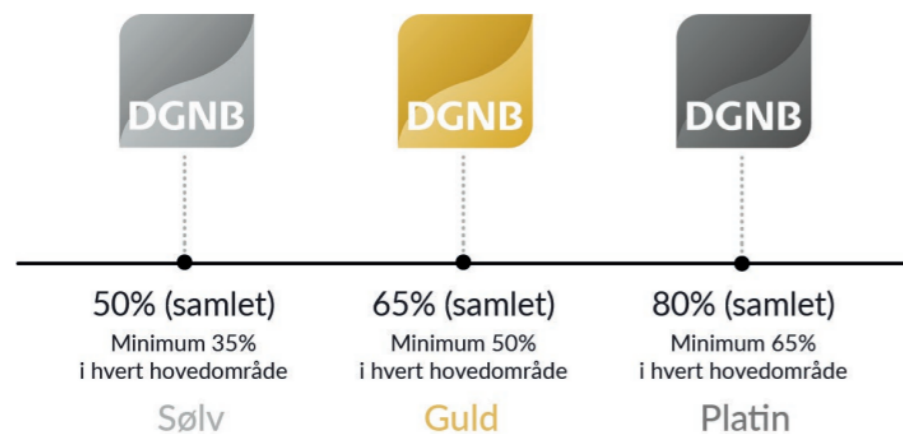 DGNB
DGNB
DGNB
50% (samlet)
Minimum 35%
i hvert hovedområde
Sølv
65% (samlet)
Minimum 50%
i hvert hovedområde
Guld
80% (samlet)
Minimum 65%
i hvert hovedområde
Platin